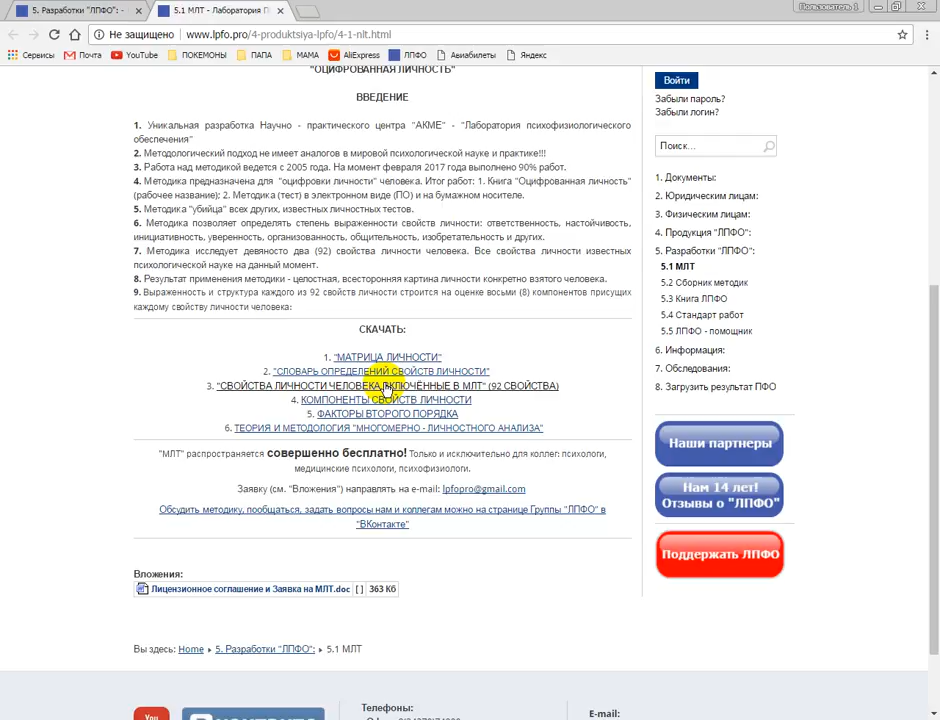 5. Разработки "ЛПФО": -
5.1 МЛТ - Лаборатория П
Пользователь 1
Не защищено
www.lpfo.pro/4-produktsiya-lpfo/4-1-nlt.html
Сервисы
Почта
YouTube
ПОКЕМОНЫ
ПАПА
МАМА
AliExpress
ЛПФО
Авиабилеты
Яндекс
"ОЦИФРОВАННАЯ ЛИЧНОСТЬ"
ВВЕДЕНИЕ
1. Уникальная разработка Научно - практического центра "АКМЕ" - "Лаборатория психофизиологического
обеспечения"
2. Методологический подход не имеет аналогов в мировой психологической науке и практике!!!
3. Работа над методикой ведется с 2005 года. На момент февраля 2017 года выполнено 90% работ.
4. Методика предназначена для "оцифровки личности" человека. Итог работ: 1. Книга "Оцифрованная личность"
(рабочее название); 2. Методика (тест) в электронном виде (ПО) и на бумажном носителе.
5. Методика "убийца" всех других, известных личностных тестов.
6. Методика позволяет определять степень выраженности свойств личности: ответственность, настойчивость,
инициативность, уверенность, организованность, общительность, изобретательность и других.
7. Методика исследует девяносто два (92) свойства личности человека. Все свойства личности известных
психологической науке на данный момент.
8. Результат применения методики - целостная, всесторонняя картина личности конкретно взятого человека.
9. Выраженность и структура каждого из 92 свойств личности строится на оценке восьми (8) компонентов присущих
каждому свойству личности человека:
СКАЧАТЬ:
1. "МАТРИЦА ЛИЧНОСТИ"
2. "СЛОВАРЬ ОПРЕДЕЛЕНИЙ СВОЙСТВ ЛИЧНОСТИ"
3. "СВОЙСТВА ЛИЧНОСТИ ЧЕЛОВЕКА ВКЛЮЧЁННЫЕ В МЛТ" (92 СВОЙСТВА)
4. КОМПОНЕНТЫ СВОЙСТВ ЛИЧНОСТИ
5. ФАКТОРЫ ВТОРОГО ПОРЯДКА
6. ТЕОРИЯ И МЕТОДОЛОГИЯ "МНОГОМЕРНО - ЛИЧНОСТНОГО АНАЛИЗА"
"МЛТ" распространяется совершенно бесплатно! Только и исключительно для коллег: психологи,
медицинские психологи, психофизиологи.
Заявку (см. "Вложения") направлять на e-mail: lpfopro@gmail.com
Обсудить методику, пообщаться, задать вопросы нам и коллегам можно на странице Группы "ЛПФО" в
"ВКонтакте"
Вложения:
Лицензионное соглашение и Заявка на МЛТ.doc [ ] 363 Кб
Вы здесь: Home ▸ 5. Разработки "ЛПФО": ▸ 5.1 МЛТ
Войти
Забыли пароль?
Забыли логин?
Поиск...
1. Документы:
2. Юридическим лицам:
3. Физическим лицам:
4. Продукция "ЛПФО":
5. Разработки "ЛПФО":
5.1 МЛТ
5.2 Сборник методик
5.3 Книга ЛПФО
5.4 Стандарт работ
5.5 ЛПФО - помощник
6. Информация:
7. Обследования:
8. Загрузить результат ПФО
Наши партнеры
Нам 14 лет!
Отзывы о "ЛПФО"
Поддержать ЛПФО
You
Телефоны:
E-mail: